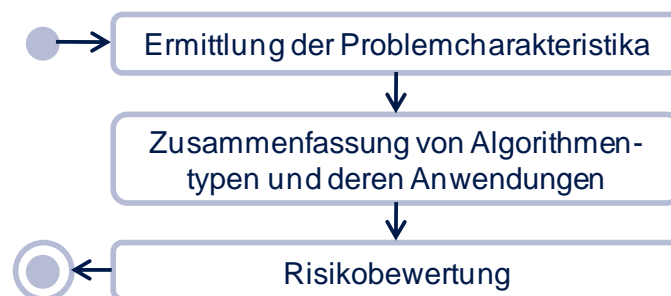 Ermittlung der Problemcharakteristika
Zusammenfassung von Algorithmen-
typen und deren Anwendungen
Risikobewertung